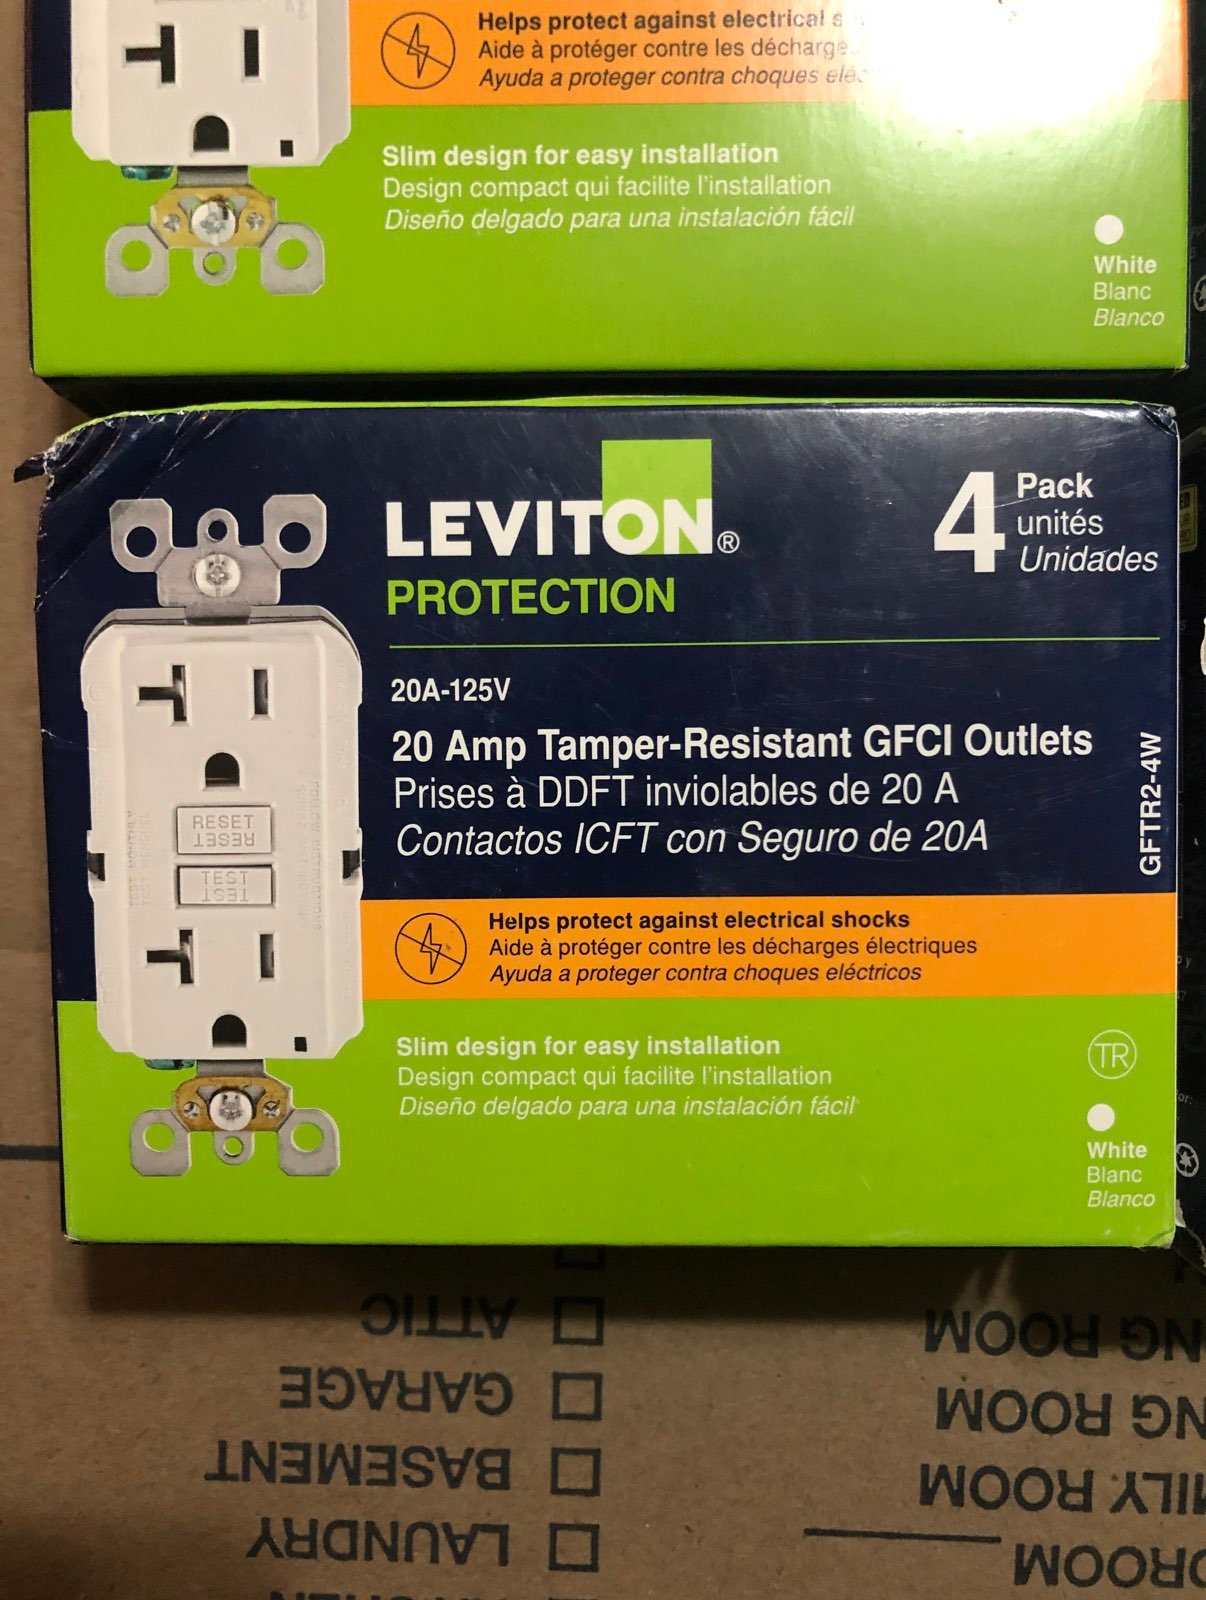 Helps protect against electrical
Aide à protéger contre les
Ayuda a proteger contra choques
Slim design for easy installation
Design compact qui facilite l'installation
Diseño delgado para una instalación fácil
White
Blanc
Blanco
LEVITON®
PROTECTION
4 Pack
unités
Unidades
20A-125V
20 Amp Tamper-Resistant GFCI Outlets
Prises à DDFT inviolables de 20 A
Contactos ICFT con Seguro de 20A
GFTR2-4W
RESET
RESET
TEST
TEST
TEST MONTHLY
Helps protect against electrical shocks
Aide à protéger contre les décharges électriques
Ayuda a proteger contra choques eléctricos
Slim design for easy installation
Design compact qui facilite l'installation
Diseño delgado para una instalación fácil
TR
White
Blanc
Blanco
ATTIC
GARAGE
BASEMENT
LAUNDRY
ROOM
ROOM
ROOM